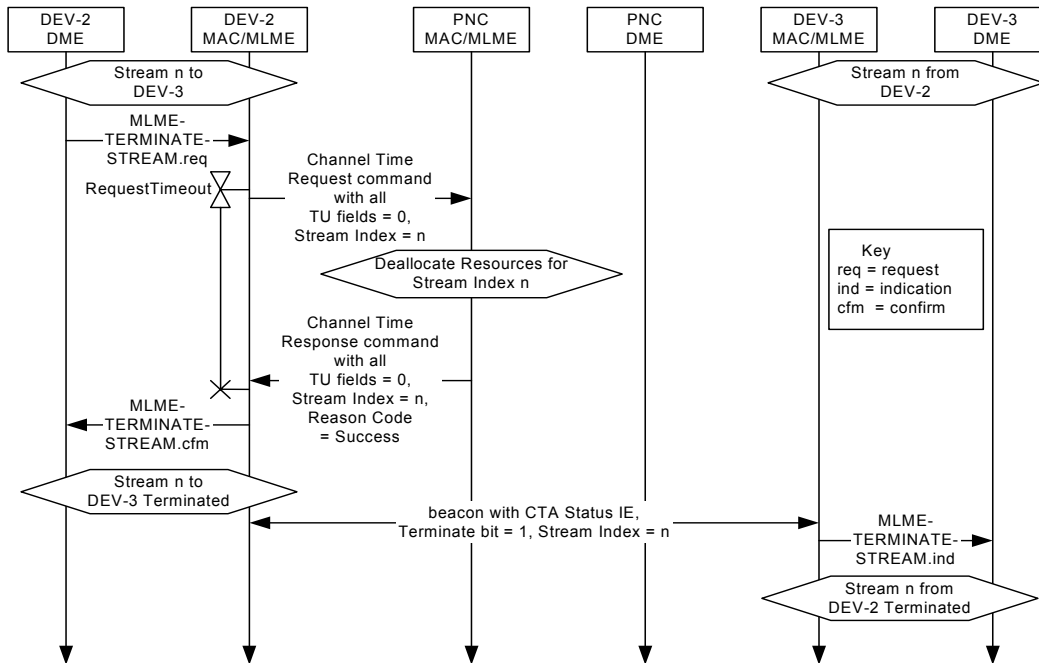 DEV-2
DME
DEV-2
MAC/MLME
PNC
MAC/MLME
PNC
DME
DEV-3
MAC/MLME
DEV-3
DME
Stream n to
DEV-3
Stream n from
DEV-2
MLME-
TERMINATE-
STREAM.req
RequestTimeout
Channel Time
Request command
with all
TU fields = 0,
Stream Index = n
Deallocate Resources for
Stream Index n
Key
req = request
ind = indication
cfm = confirm
Channel Time
Response command
with all
TU fields = 0,
Stream Index = n,
Reason Code
= Success
MLME-
TERMINATE-
STREAM.cfm
Stream n to
DEV-3 Terminated
beacon with CTA Status IE,
Terminate bit = 1, Stream Index = n
MLME-
TERMINATE-
STREAM.ind
Stream n from
DEV-2 Terminated